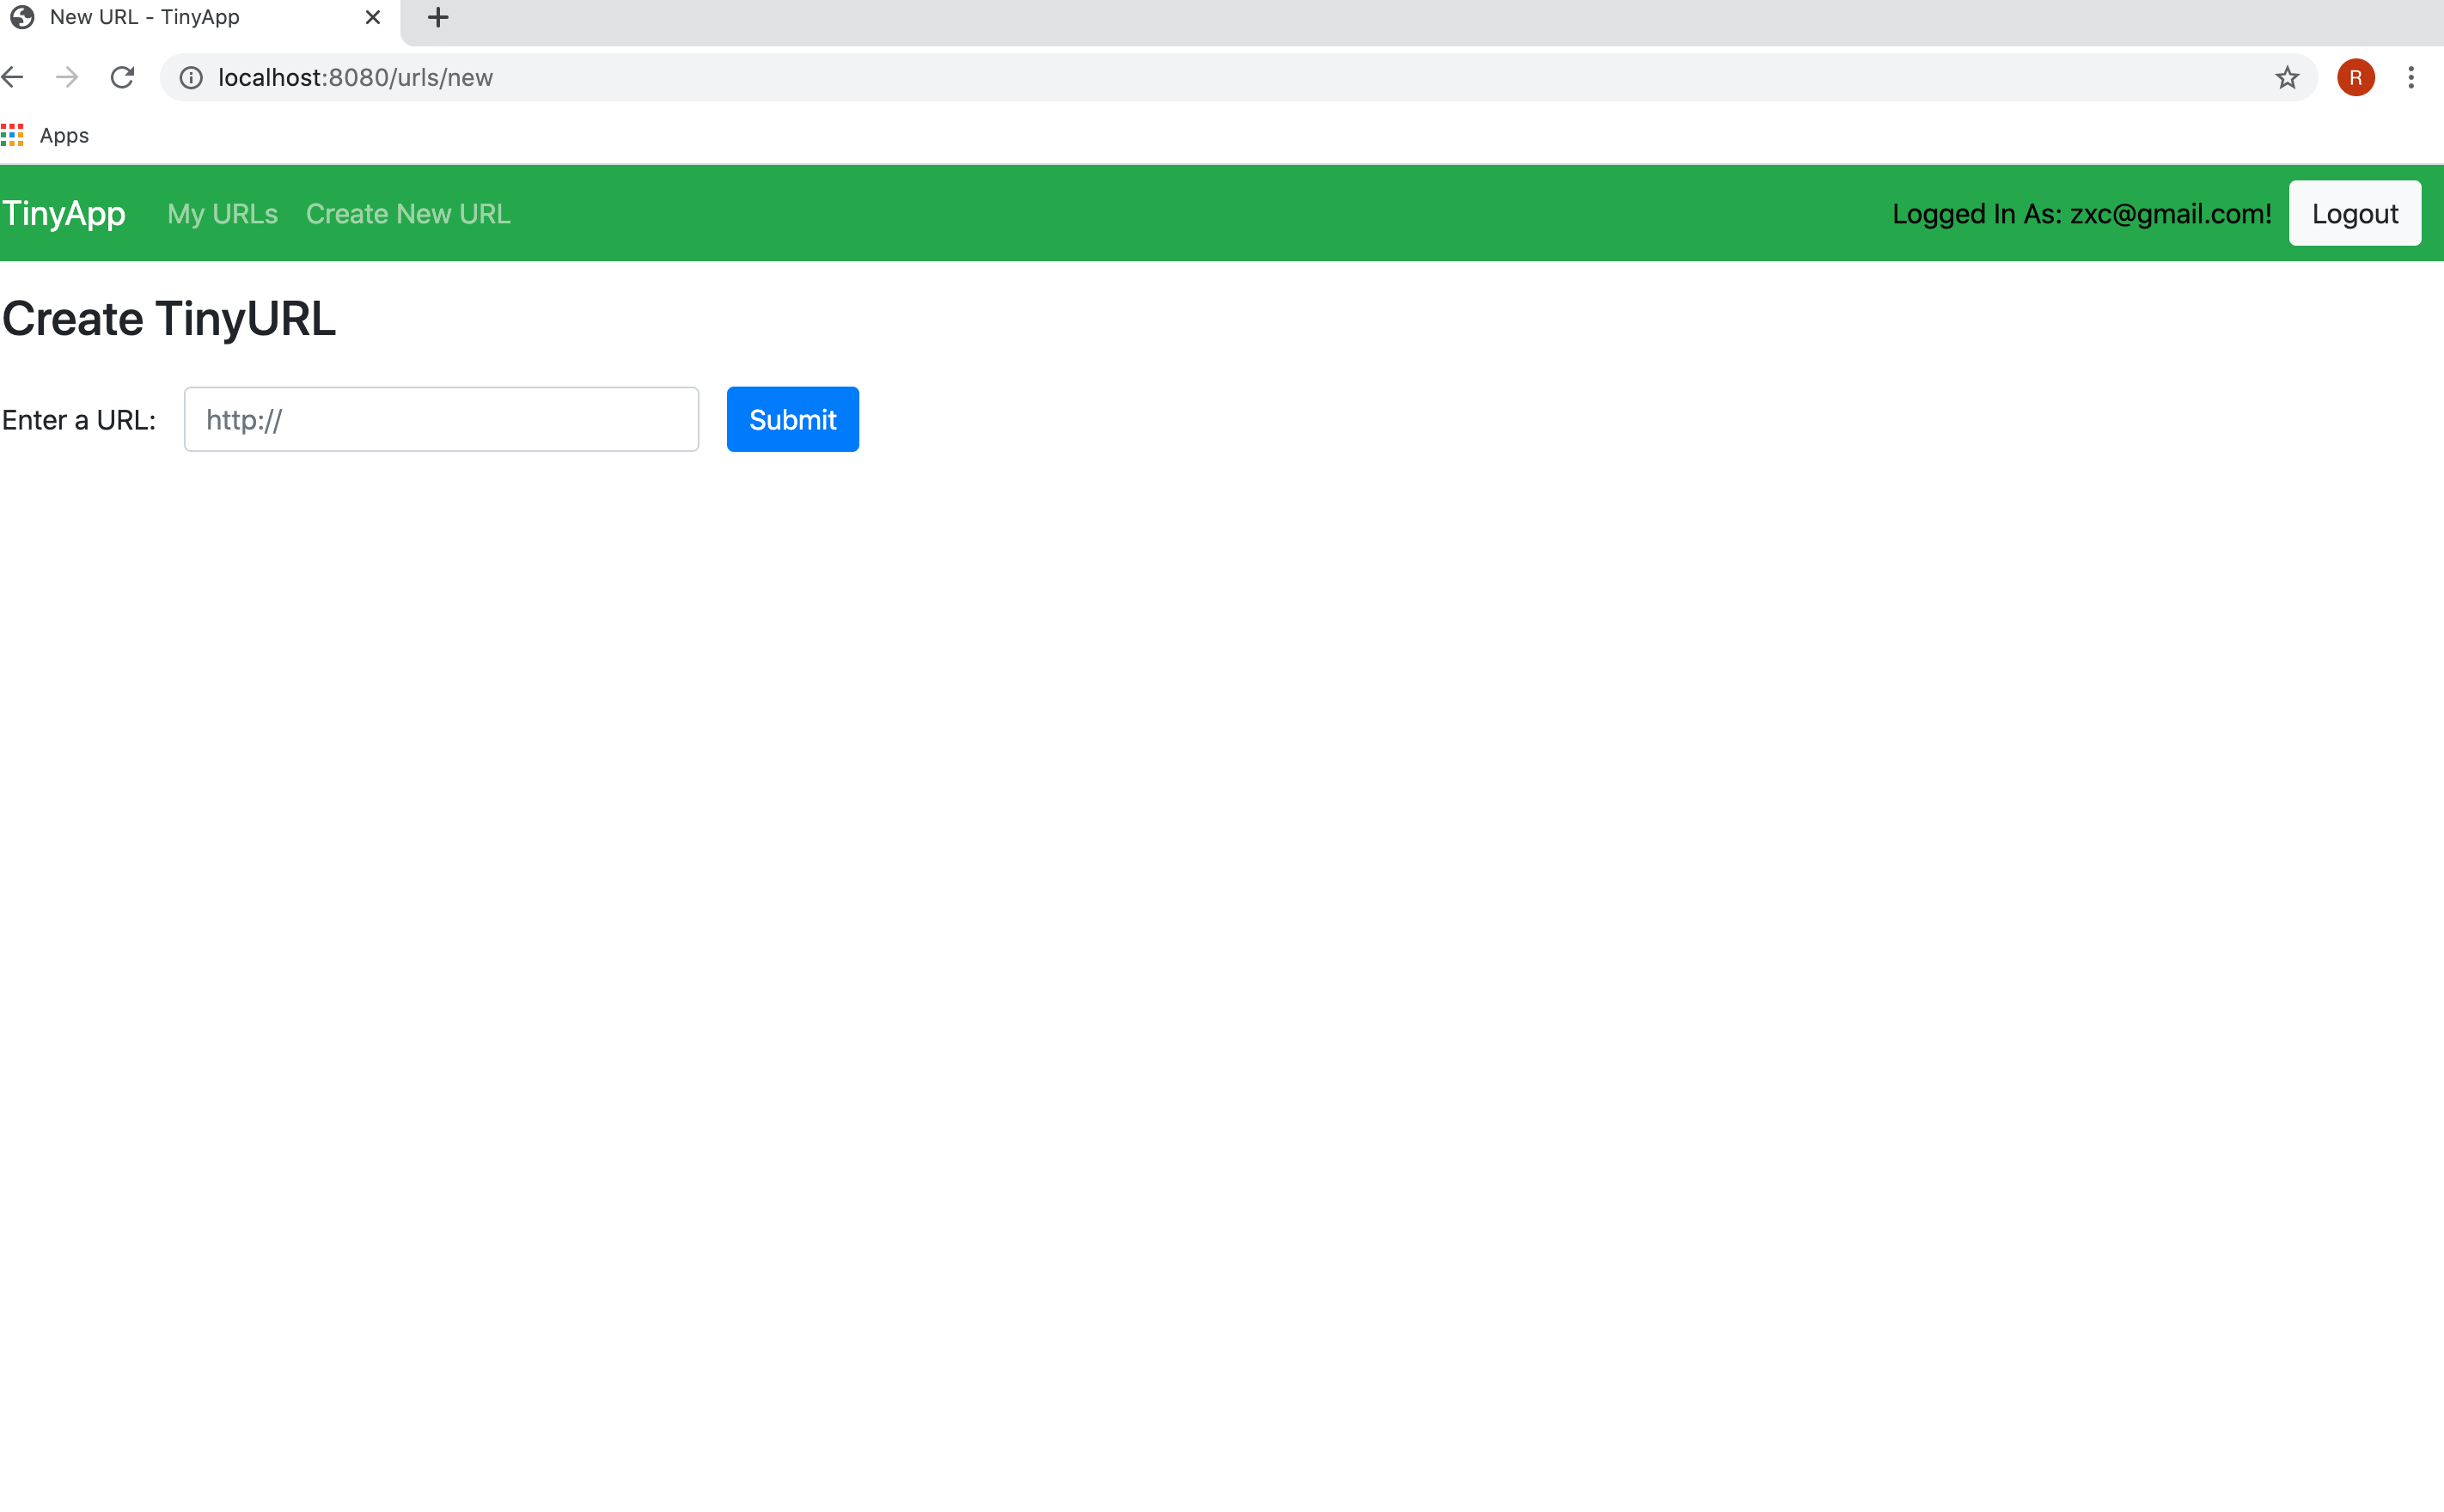 New URL - TinyApp
localhost:8080/urls/new
R
Apps
TinyApp My URLs Create New URL Logged In As: zxc@gmail.com! Logout
Create TinyURL
Enter a URL: http:// Submit